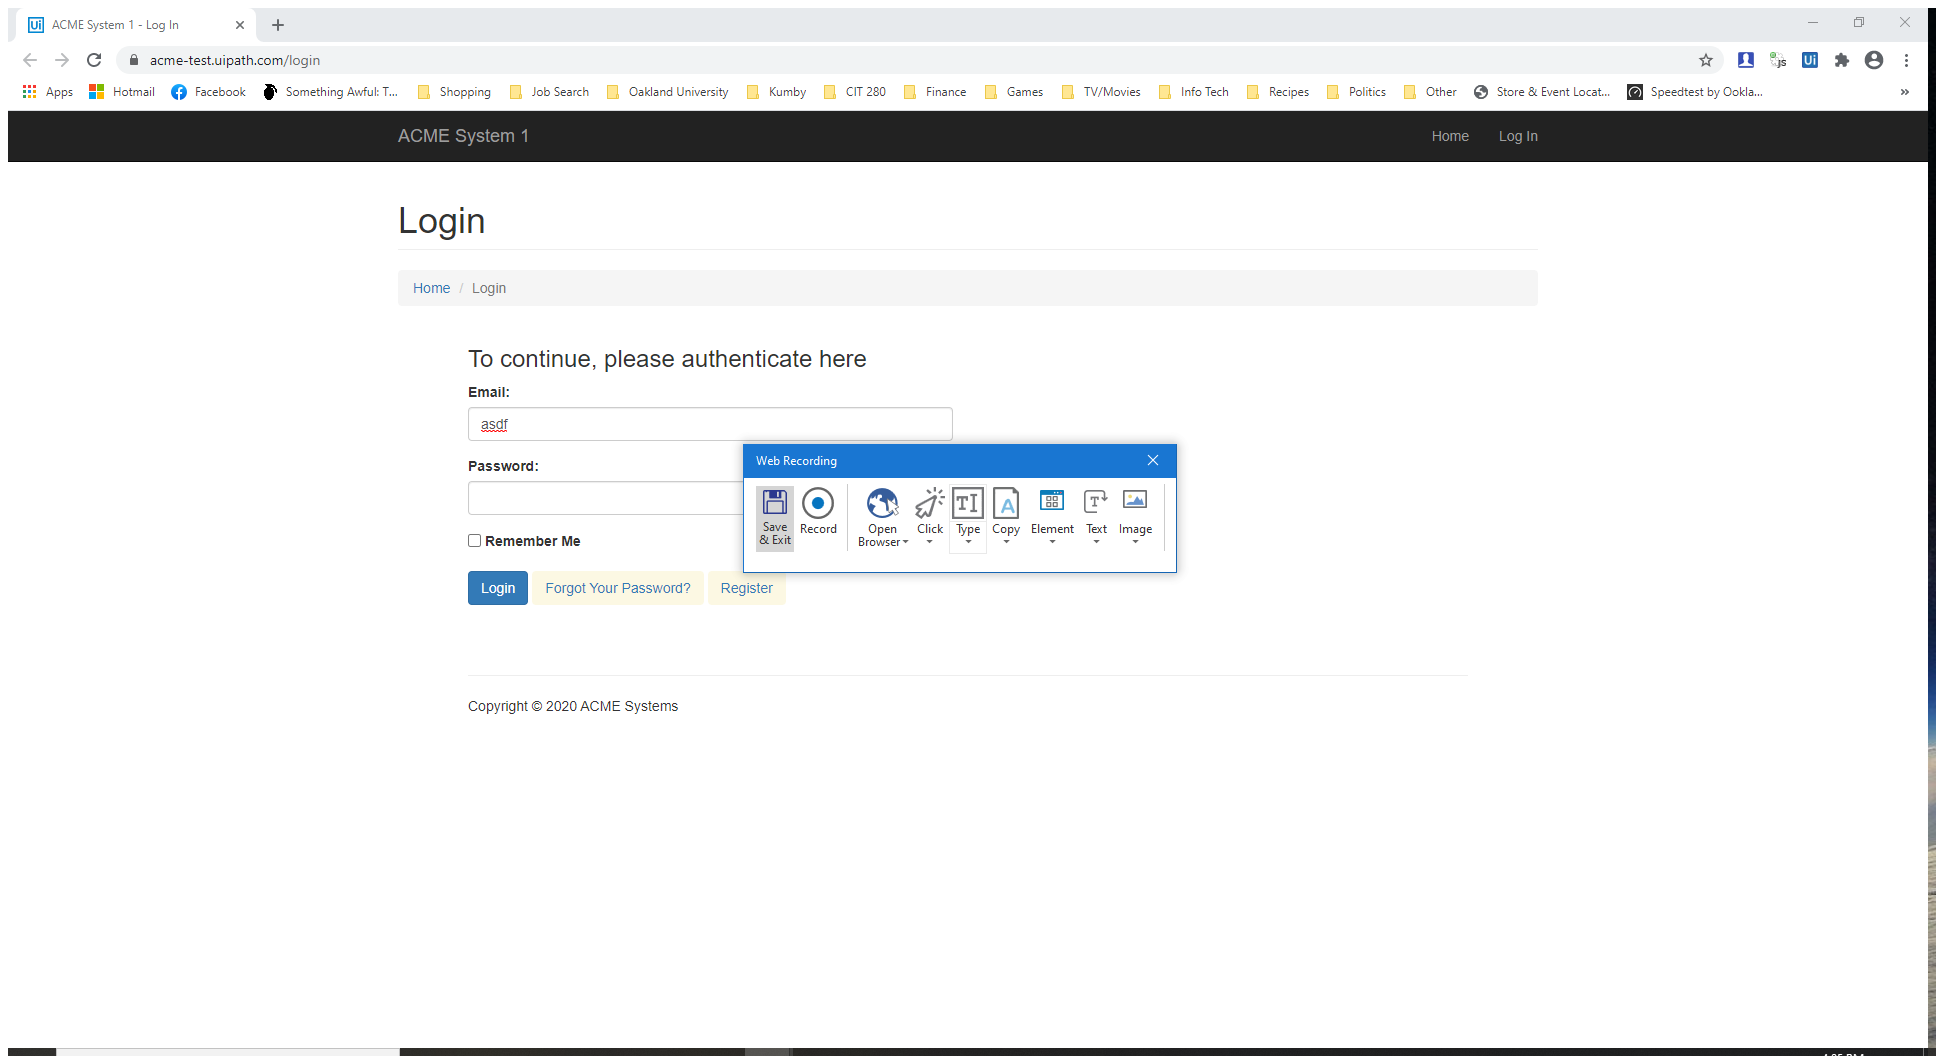 Ui ACME System 1 - Log In
acme-test.uipath.com/login
js Ui
Apps Hotmail Facebook Something Awful: T... Shopping Job Search Oakland University Kumby CIT 280 Finance Games TV/Movies Info Tech Recipes Politics Other Store & Event Locat... Speedtest by Ookla... »
ACME System 1 Home Log In
Login
Home / Login
To continue, please authenticate here
Email:
asdf
Password:
Remember Me
Login Forgot Your Password? Register
Web Recording
Save & Exit
Record
Open Browser
Click
Type
Copy
Element
Text
Image
Copyright © 2020 ACME Systems